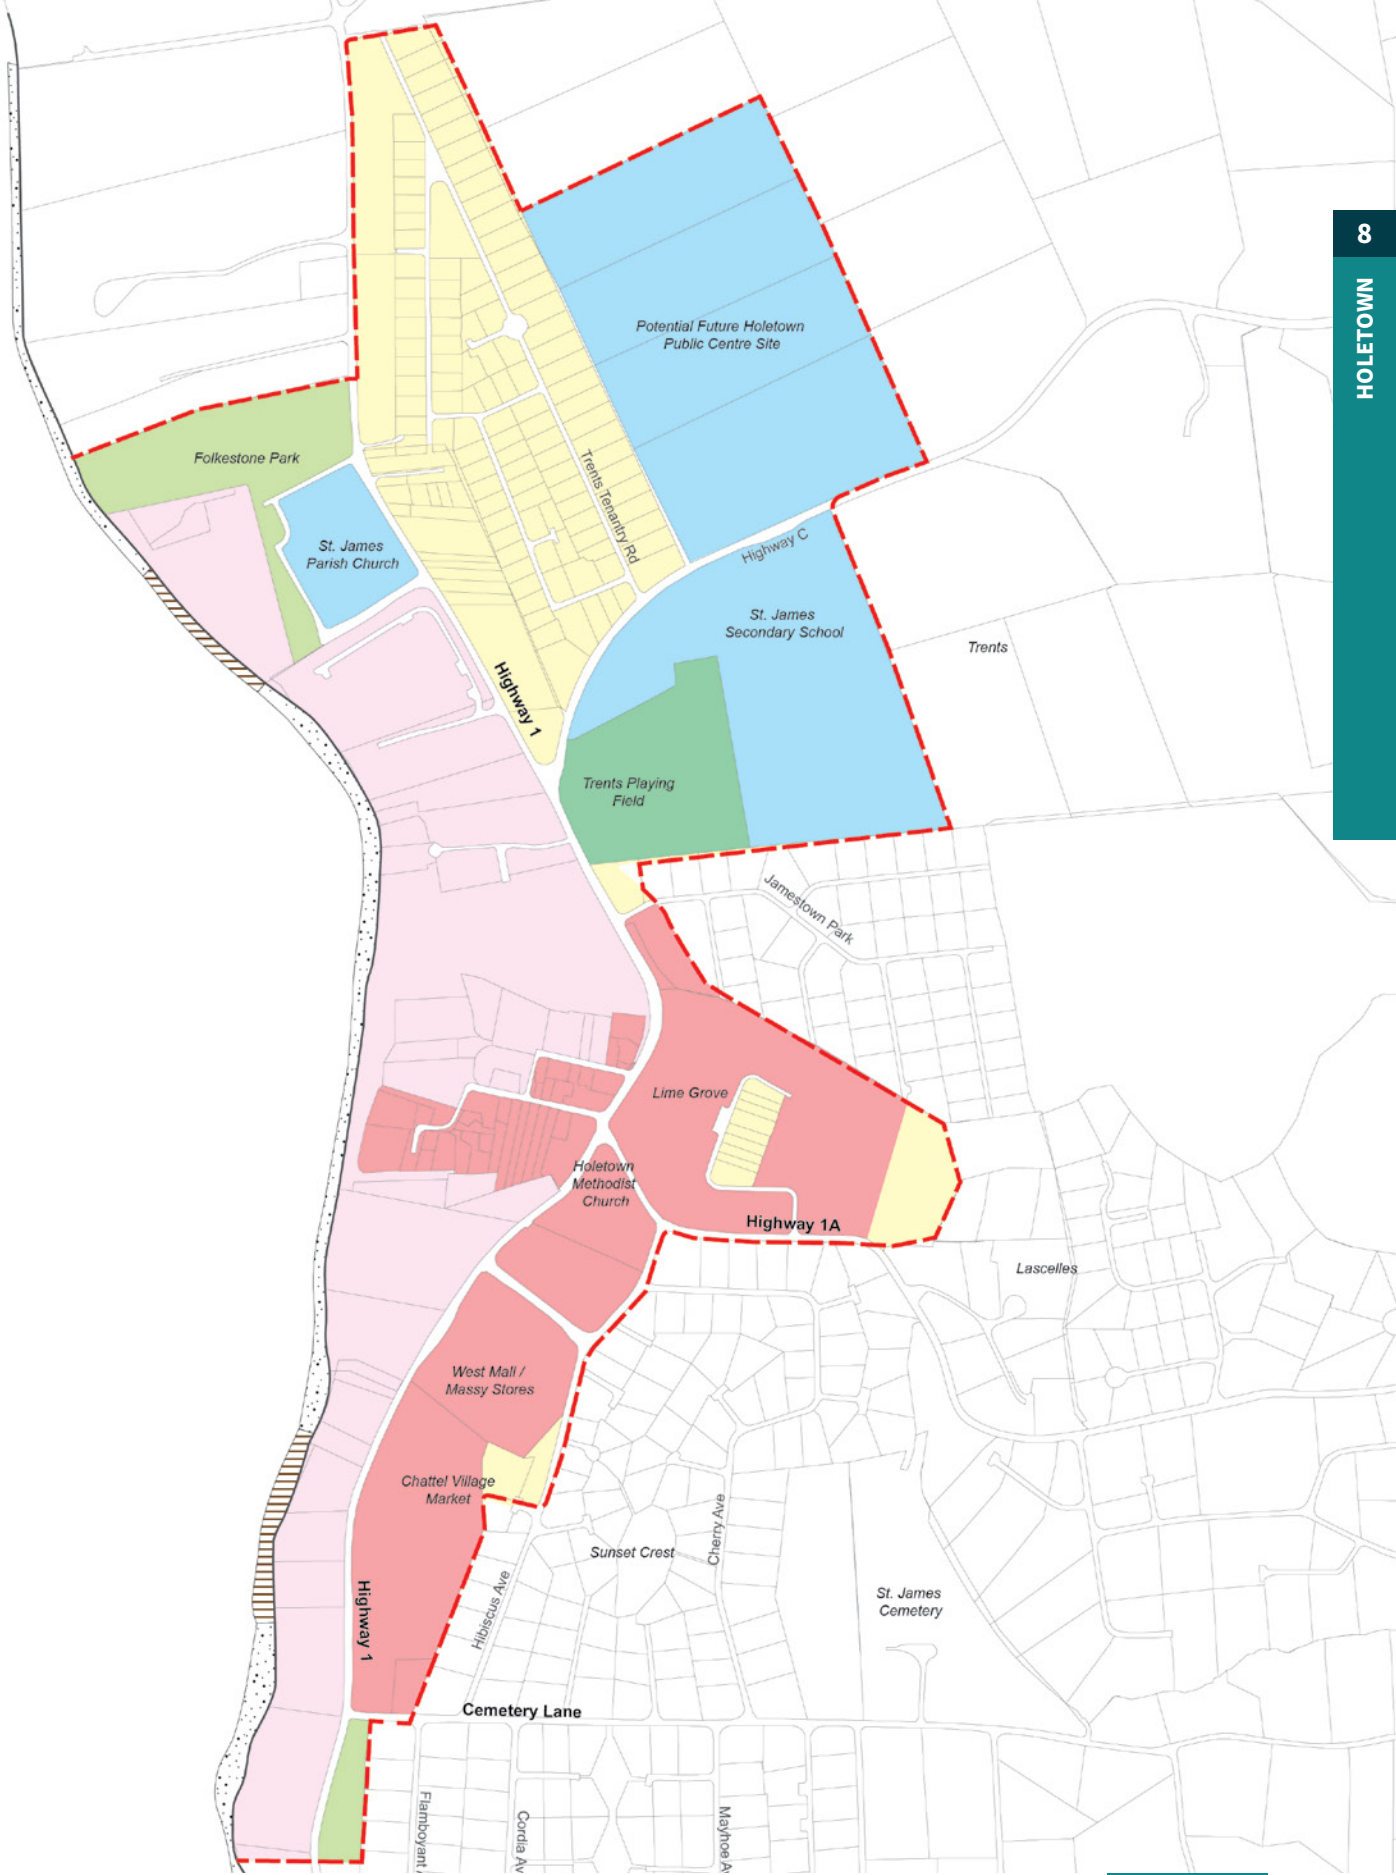 8
HOLETOWN
Potential Future Holetown
Public Centre Site
Folkestone Park
Trents Tenantry Rd
St. James
Parish Church
Highway C
St. James
Secondary School
Trents
Highway 1
Trents Playing
Field
Jamestown Park
Lime Grove
Holetown
Methodist
Church
Highway 1A
Lascelles
West Mall /
Massy Stores
Chattel Village
Market
Cherry Ave
Sunset Crest
Hibiscus Ave
St. James
Cemetery
Highway 1
Cemetery Lane
Flamboyant
Cordia Av
Mayhoe Av